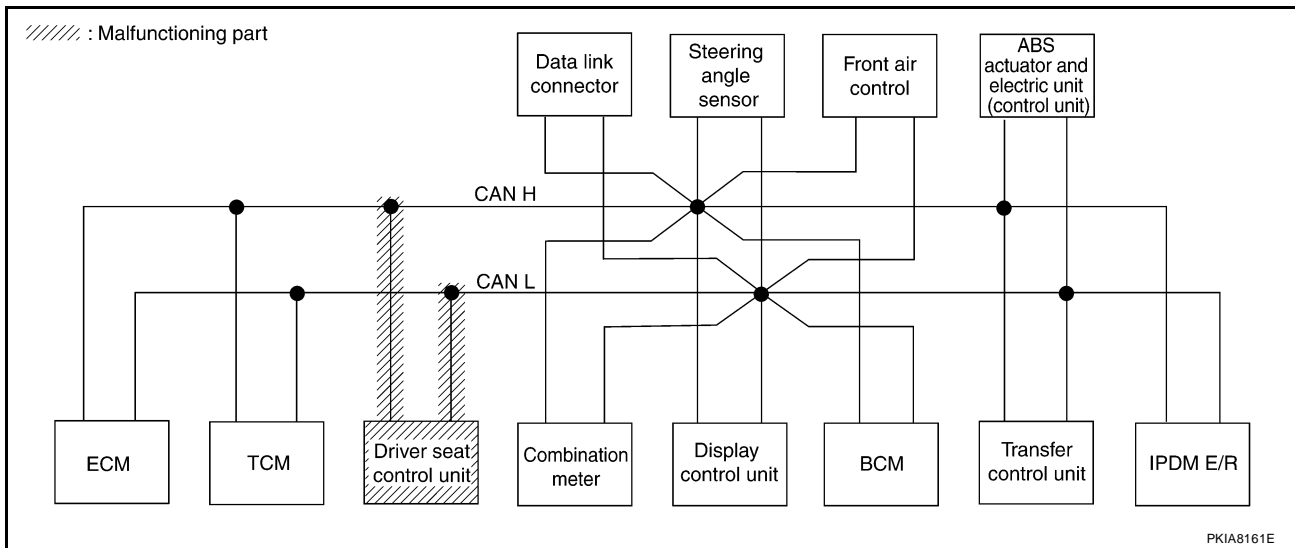 : Malfunctioning part
Data link
connector
Steering
angle
sensor
Front air
control
ABS
actuator and
electric unit
(control unit)
CAN H
CAN L
ECM
TCM
Driver seat
control unit
Combination
meter
Display
control unit
BCM
Transfer
control unit
IPDM E/R
PKIA8161E